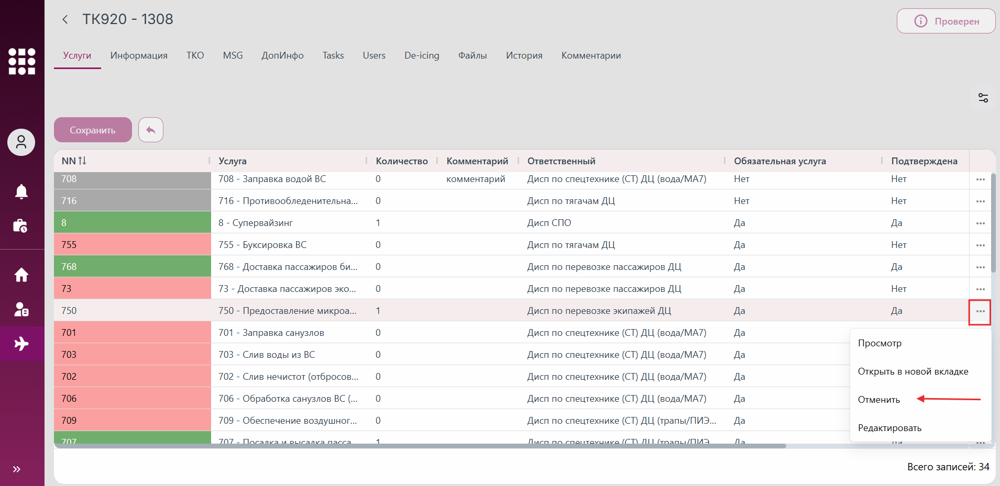 ТК920 - 1308
Проверен
Услуги Информация ТКО MSG ДопИнфо Tasks Users De-icing Файлы История Комментарии
Сохранить
NN Услуга Количество Комментарий Ответственный Обязательная услуга Подтверждена
708 708 - Заправка водой ВС 0 комментарий Дисп по спецтехнике (СТ) ДЦ (вода/МА7) Нет Нет
716 716 - Противообледенительна... 0 Дисп по тягачам ДЦ Нет Нет
8 8 - Супервайзинг 1 Дисп СПО Да Да
755 755 - Буксировка ВС 0 Дисп по тягачам ДЦ Да Нет
768 768 - Доставка пассажиров би... 0 Дисп по перевозке пассажиров ДЦ Да Да
73 73 - Доставка пассажиров эко... 0 Дисп по перевозке пассажиров ДЦ Да Нет
750 750 - Предоставление микроа... 1 Дисп по перевозке экипажей ДЦ Да Да
701 701 - Заправка санузлов 0 Дисп по спецтехнике (СТ) ДЦ (вода/МА7) Да
Просмотр
703 703 - Слив воды из ВС 0 Дисп по спецтехнике (СТ) ДЦ (вода/МА7) Да
Открыть в новой вкладке
702 702 - Слив нечистот (отбросов... 0 Дисп по спецтехнике (СТ) ДЦ (вода/МА7) Да
706 706 - Обработка санузлов ВС (... 0 Дисп по спецтехнике (СТ) ДЦ (вода/МА7) Да
Отменить
709 709 - Обеспечение воздушног... 0 Дисп по спецтехнике (СТ) ДЦ (трапы/ПИЭ... Да
Редактировать
707 707 - Посадка и высадка пасса 1 Дисп по спецтехнике (СТ) ДЦ (трапы/ПИЭ Да Да
Всего записей: 34